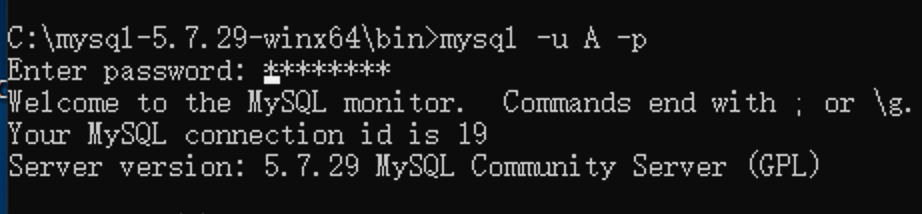 C:\mysql-5.7.29-winx64\bin>mysql -u A -p
Enter password: *********
Welcome to the MySQL monitor.  Commands end with ; or \g.
Your MySQL connection id is 19
Server version: 5.7.29 MySQL Community Server (GPL)